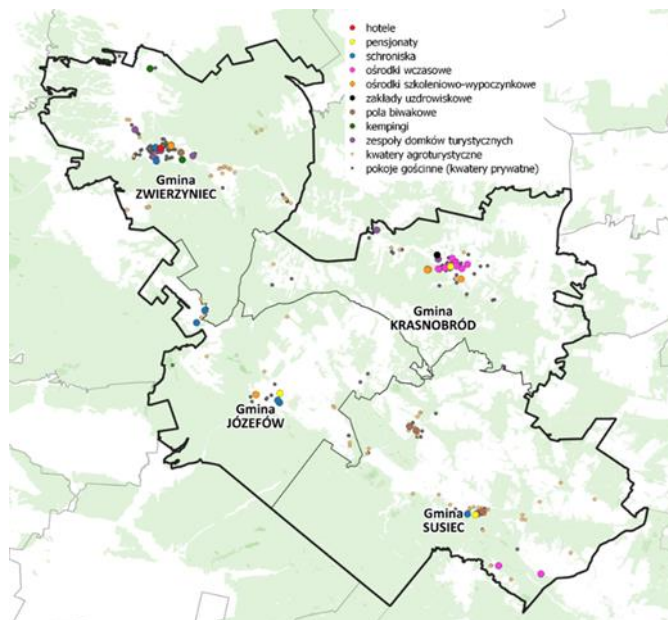 hotele
pensjonaty
schroniska
ośrodki wczasowe
ośrodki szkoleniowo-wypoczynkowe
zakłady uzdrowiskowe
pola biwakowe
kempingi
zespoły domków turystycznych
kwatery agroturystyczne
pokoje gościnne (kwatery prywatne)
Gmina
ZWIERZYNIEC
Gmina
KRASNOBRÓD
Gmina
JÓZEFÓW
Gmina
SUSIEC